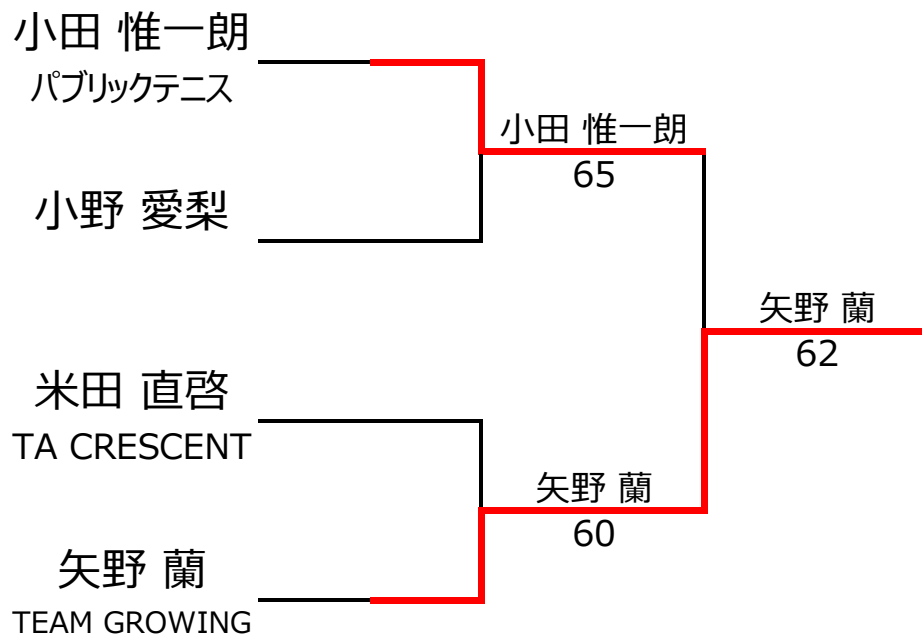 小田 惟一朗
パブリックテニス
小田 惟一朗
65
小野 愛梨
矢野 蘭
62
米田 直啓
TA CRESCENT
矢野 蘭
60
矢野 蘭
TEAM GROWING